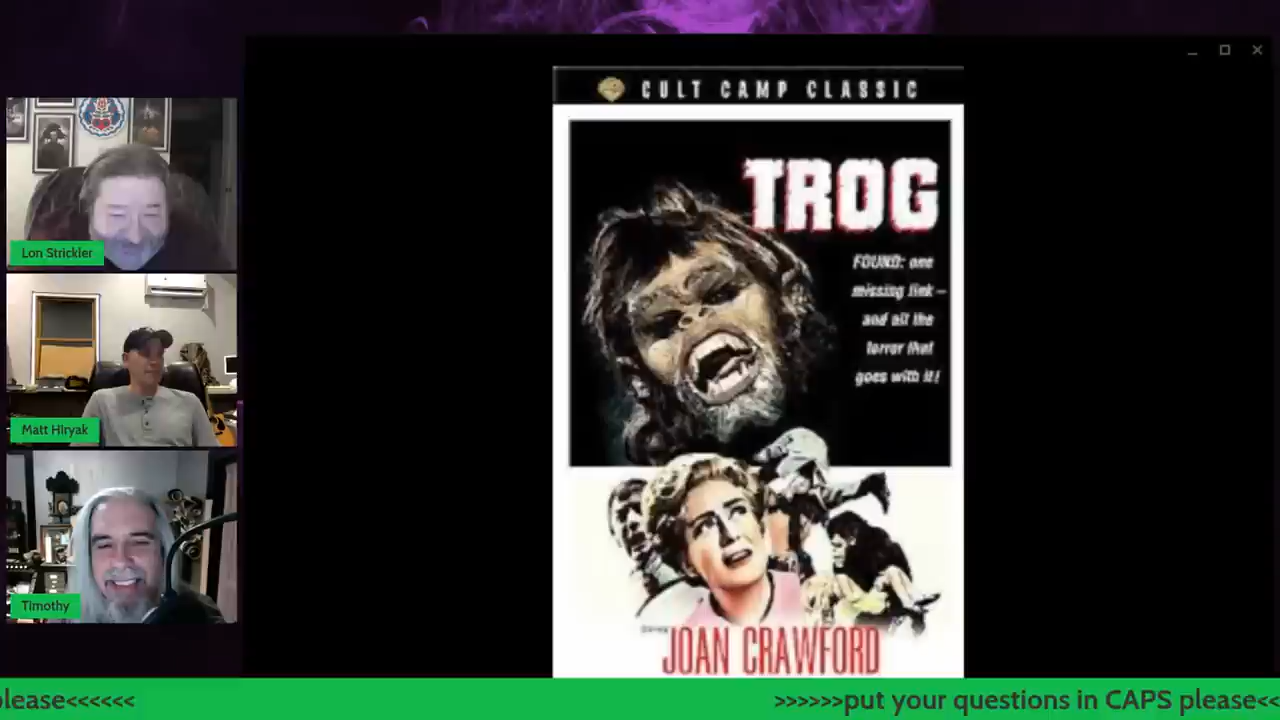 CULT CAMP CLASSIC
TROG
FOUND: one
missing link–
and all the
terror that
goes with it!
JOAN CRAWFORD
Lon Strickler
Matt HIryak
Timothy
please<<<<<<
>>>>>>put your questions in CAPS please<<